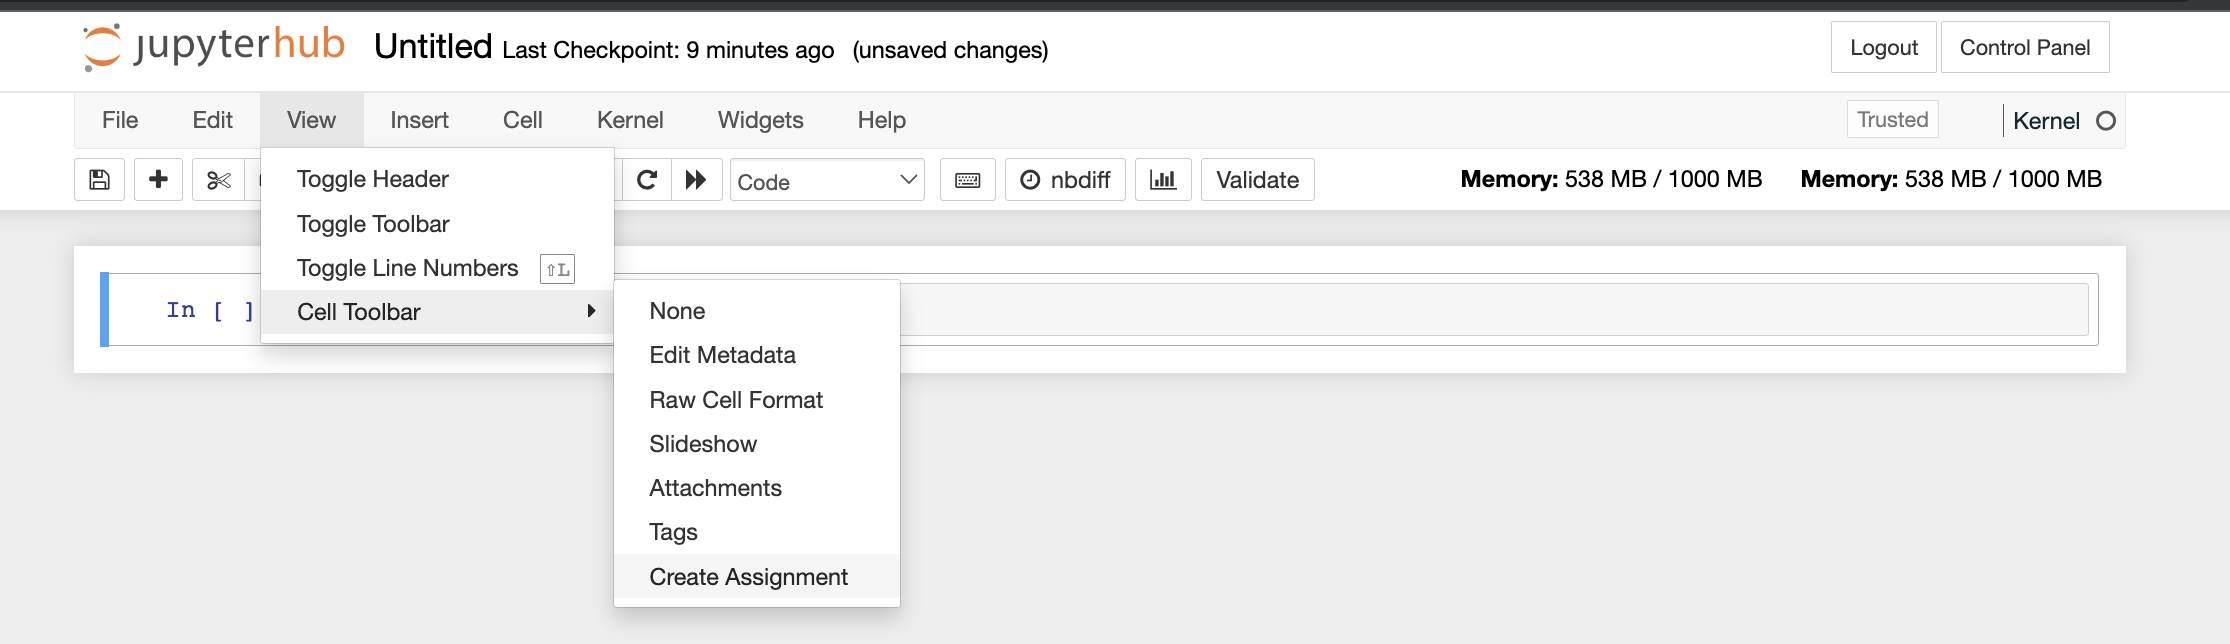 jupyterhub Untitled Last Checkpoint: 9 minutes ago (unsaved changes) Logout Control Panel
File Edit View Insert Cell Kernel Widgets Help Trusted Kernel
Code nbdiff Validate Memory: 538 MB / 1000 MB Memory: 538 MB / 1000 MB
Toggle Header
Toggle Toolbar
Toggle Line Numbers ⇧L
Cell Toolbar
In [ ]
None
Edit Metadata
Raw Cell Format
Slideshow
Attachments
Tags
Create Assignment